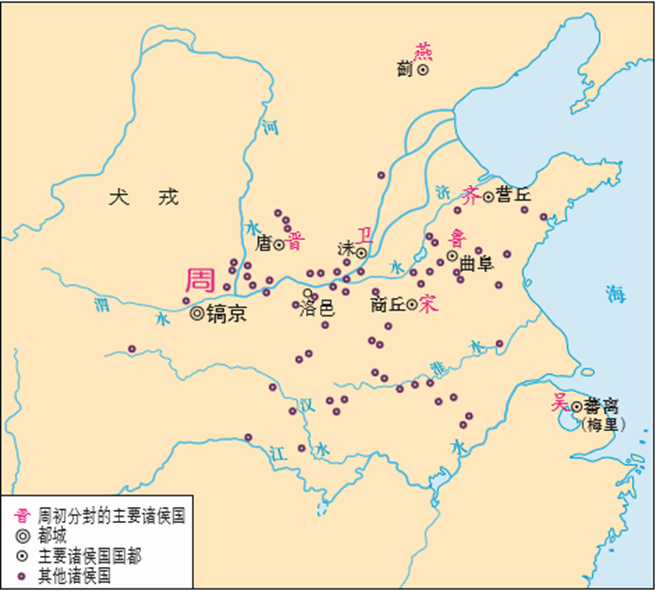 燕
蓟
河
犬 戎
济
齐
营丘
水
唐
晋
卫
沬
鲁
曲阜
周
水
渭
水
镐京
洛邑
商丘
宋
海
淮
水
汉
水
江
水
吴
蕃离
(梅里)
晋 周初分封的主要诸侯国
都城
主要诸侯国国都
其他诸侯国